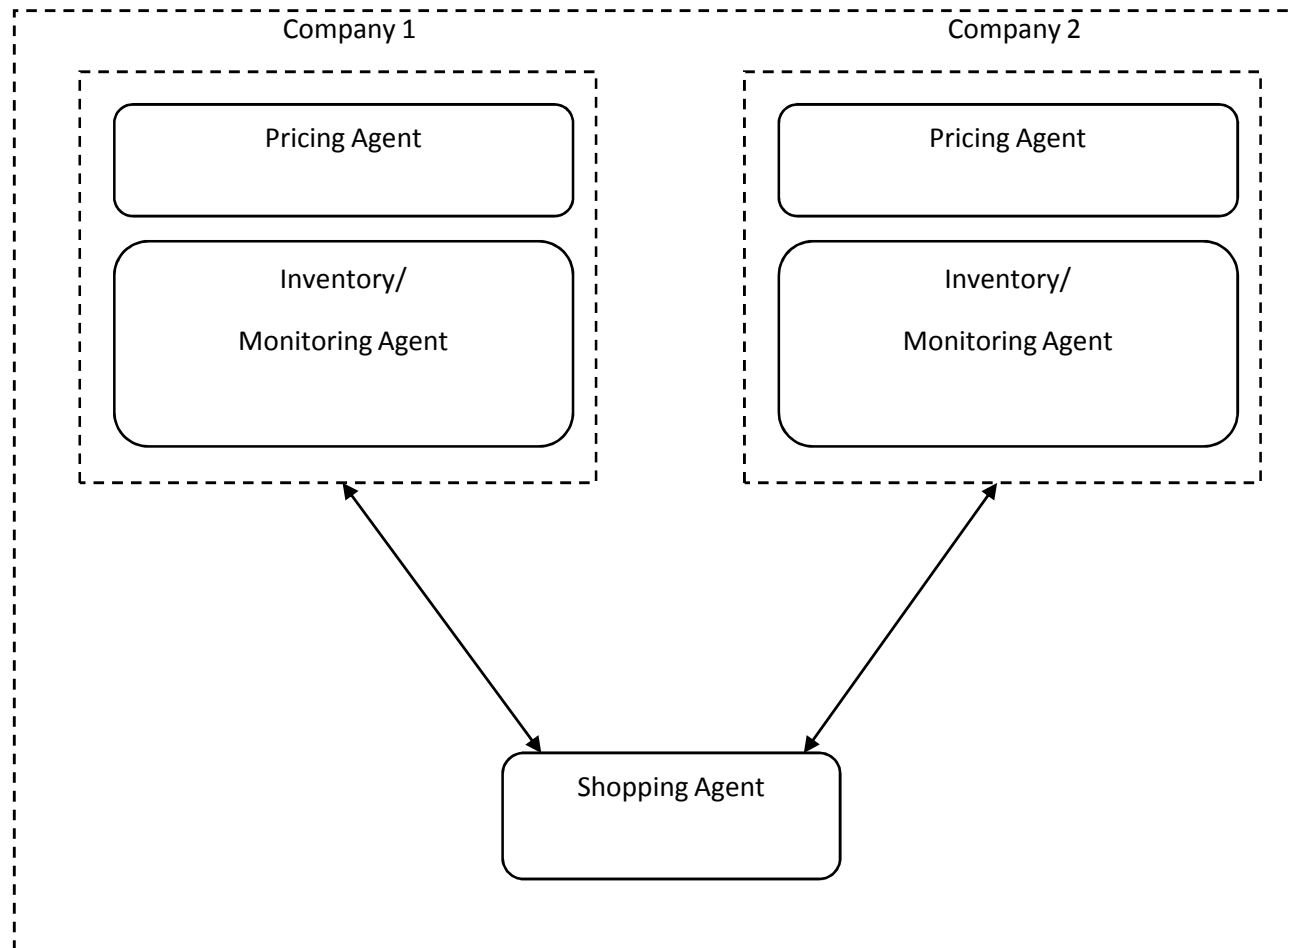 Company 1
Company 2
Pricing Agent
Inventory/
Monitoring Agent
Pricing Agent
Inventory/
Monitoring Agent
Shopping Agent